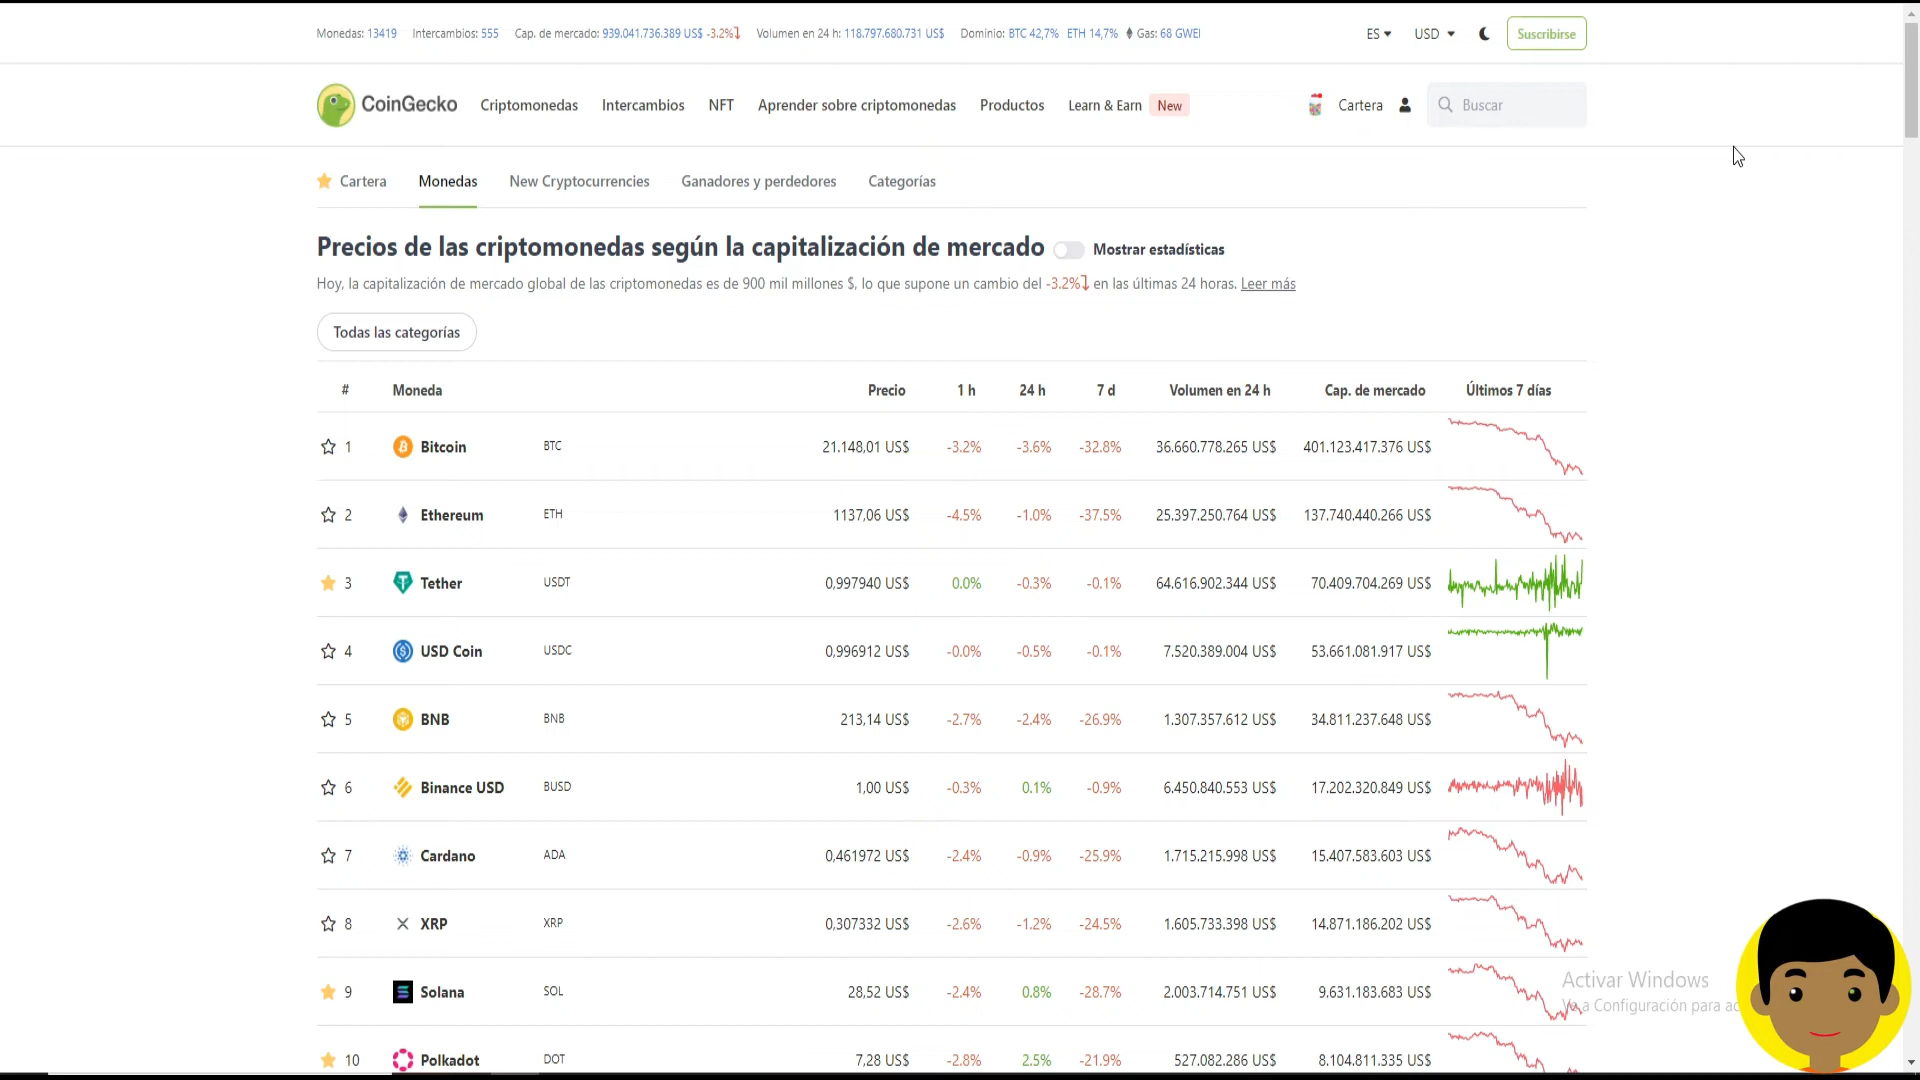 Monedas: 13419 Intercambios: 555 Cap. de mercado: 939.041.736.389 US$ -3.2% Volumen en 24 h: 118.797.680.731 US$ Dominio: BTC 42,7% ETH 14,7% Gas: 68 GWEI ES USD Suscribirse
CoinGecko Criptomonedas Intercambios NFT Aprender sobre criptomonedas Productos Learn & Earn New Cartera Buscar
Cartera Monedas New Cryptocurrencies Ganadores y perdedores Categorías
Precios de las criptomonedas según la capitalización de mercado Mostrar estadísticas
Hoy, la capitalización de mercado global de las criptomonedas es de 900 mil millones $, lo que supone un cambio del -3.2% en las últimas 24 horas. Leer más
Todas las categorías
# Moneda Precio 1 h 24 h 7 d Volumen en 24 h Cap. de mercado Últimos 7 días
1 Bitcoin BTC 21.148,01 US$ -3.2% -3.6% -32.8% 36.660.778.265 US$ 401.123.417.376 US$
2 Ethereum ETH 1137,06 US$ -4.5% -1.0% -37.5% 25.397.250.764 US$ 137.740.440.266 US$
3 Tether USDT 0,997940 US$ 0.0% -0.3% -0.1% 64.616.902.344 US$ 70.409.704.269 US$
4 USD Coin USDC 0,996912 US$ -0.0% -0.5% -0.1% 7.520.389.004 US$ 53.661.081.917 US$
5 BNB BNB 213,14 US$ -2.7% -2.4% -26.9% 1.307.357.612 US$ 34.811.237.648 US$
6 Binance USD BUSD 1,00 US$ -0.3% 0.1% -0.9% 6.450.840.553 US$ 17.202.320.849 US$
7 Cardano ADA 0,461972 US$ -2.4% -0.9% -25.9% 1.715.215.998 US$ 15.407.583.603 US$
8 XRP XRP 0,307332 US$ -2.6% -1.2% -24.5% 1.605.733.398 US$ 14.871.186.202 US$
9 Solana SOL 28,52 US$ -2.4% 0.8% -28.7% 2.003.714.751 US$ 9.631.183.683 US$
10 Polkadot DOT 7,28 US$ -2.8% 2.5% -21.9% 527.082.286 US$ 8.104.811.335 US$
Activar Windows
a Configuración para